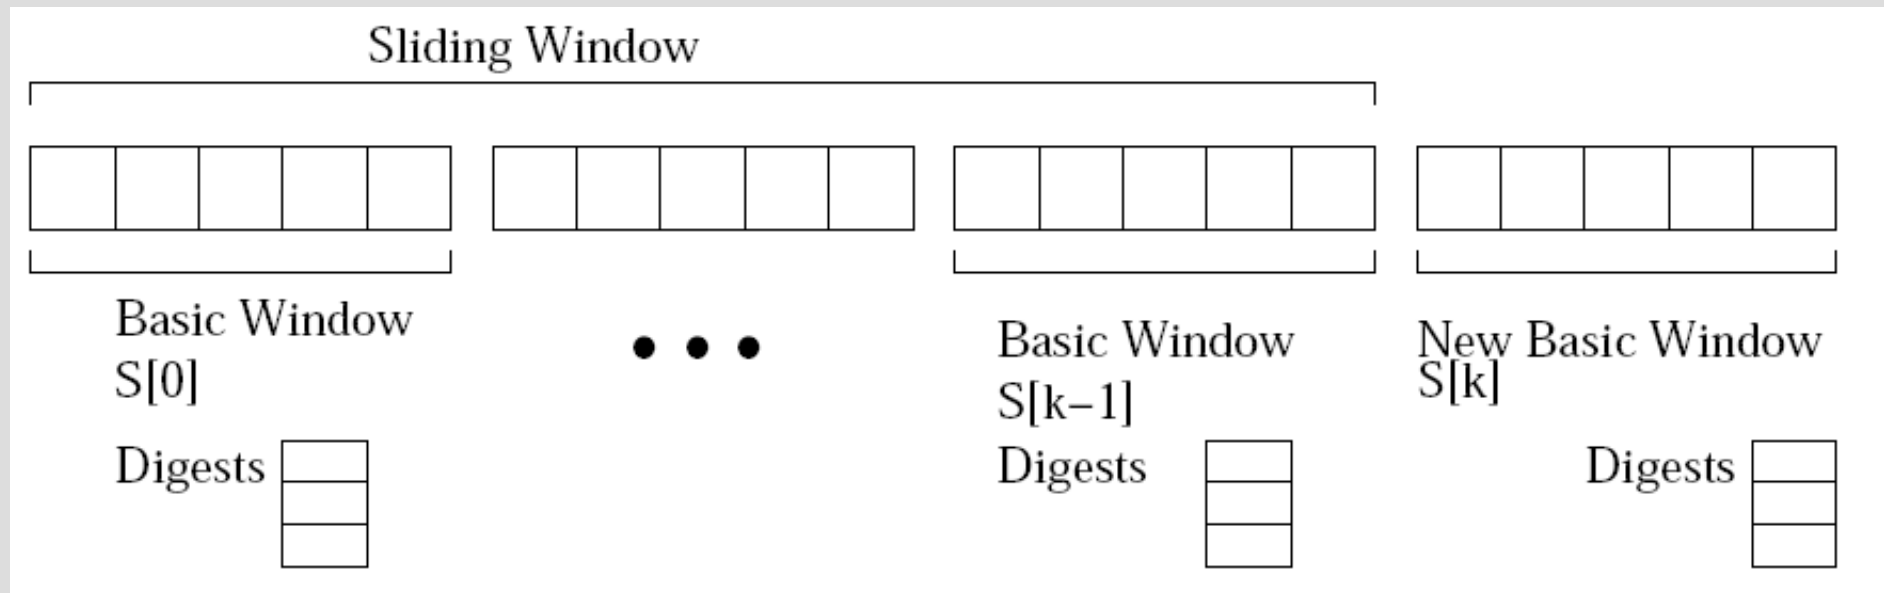 Sliding Window
Basic Window
S[0]
Digests
Basic Window
S[k–1]
Digests
New Basic Window
S[k]
Digests